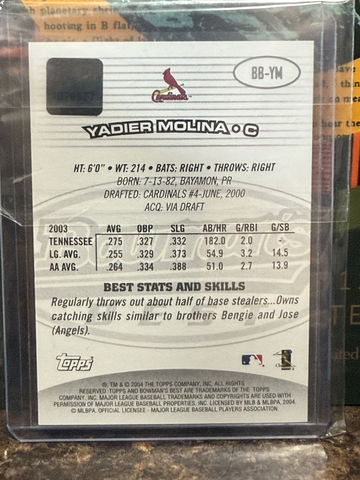 planetary shri
hooting in B flat,
BB-YM
Cardinals
YADIER MOLINA • C
HT: 6'0" • WT: 214 • BATS: RIGHT • THROWS: RIGHT
BORN: 7-13-82, BAYAMON, PR
DRAFTED: CARDINALS #4-JUNE, 2000
ACQ. VIA DRAFT
2003 AVG OBP SLG AB/HR G/RBI G/SB
TENNESSEE .275 .327 .332 182.0 2.0 -
LG. AVG. .255 .329 .373 54.9 3.2 14.5
AA AVG. .264 .334 .388 51.0 2.7 13.9
BEST STATS AND SKILLS
Regularly throws out about half of base stealers...Owns
catching skills similar to brothers Bengie and Jose
(Angels).
Topps
®, TM & © 2004 THE TOPPS COMPANY, INC. ALL RIGHTS
RESERVED. TOPPS AND BOWMAN'S BEST ARE TRADEMARKS OF THE TOPPS
COMPANY, INC. MAJOR LEAGUE BASEBALL TRADEMARKS AND COPYRIGHTS ARE USED WITH
PERMISSION OF MAJOR LEAGUE BASEBALL PROPERTIES, INC. LICENSED BY MLB & MLBPA, 2004.
© MLBPA. OFFICIAL LICENSEE - MAJOR LEAGUE BASEBALL PLAYERS ASSOCIATION